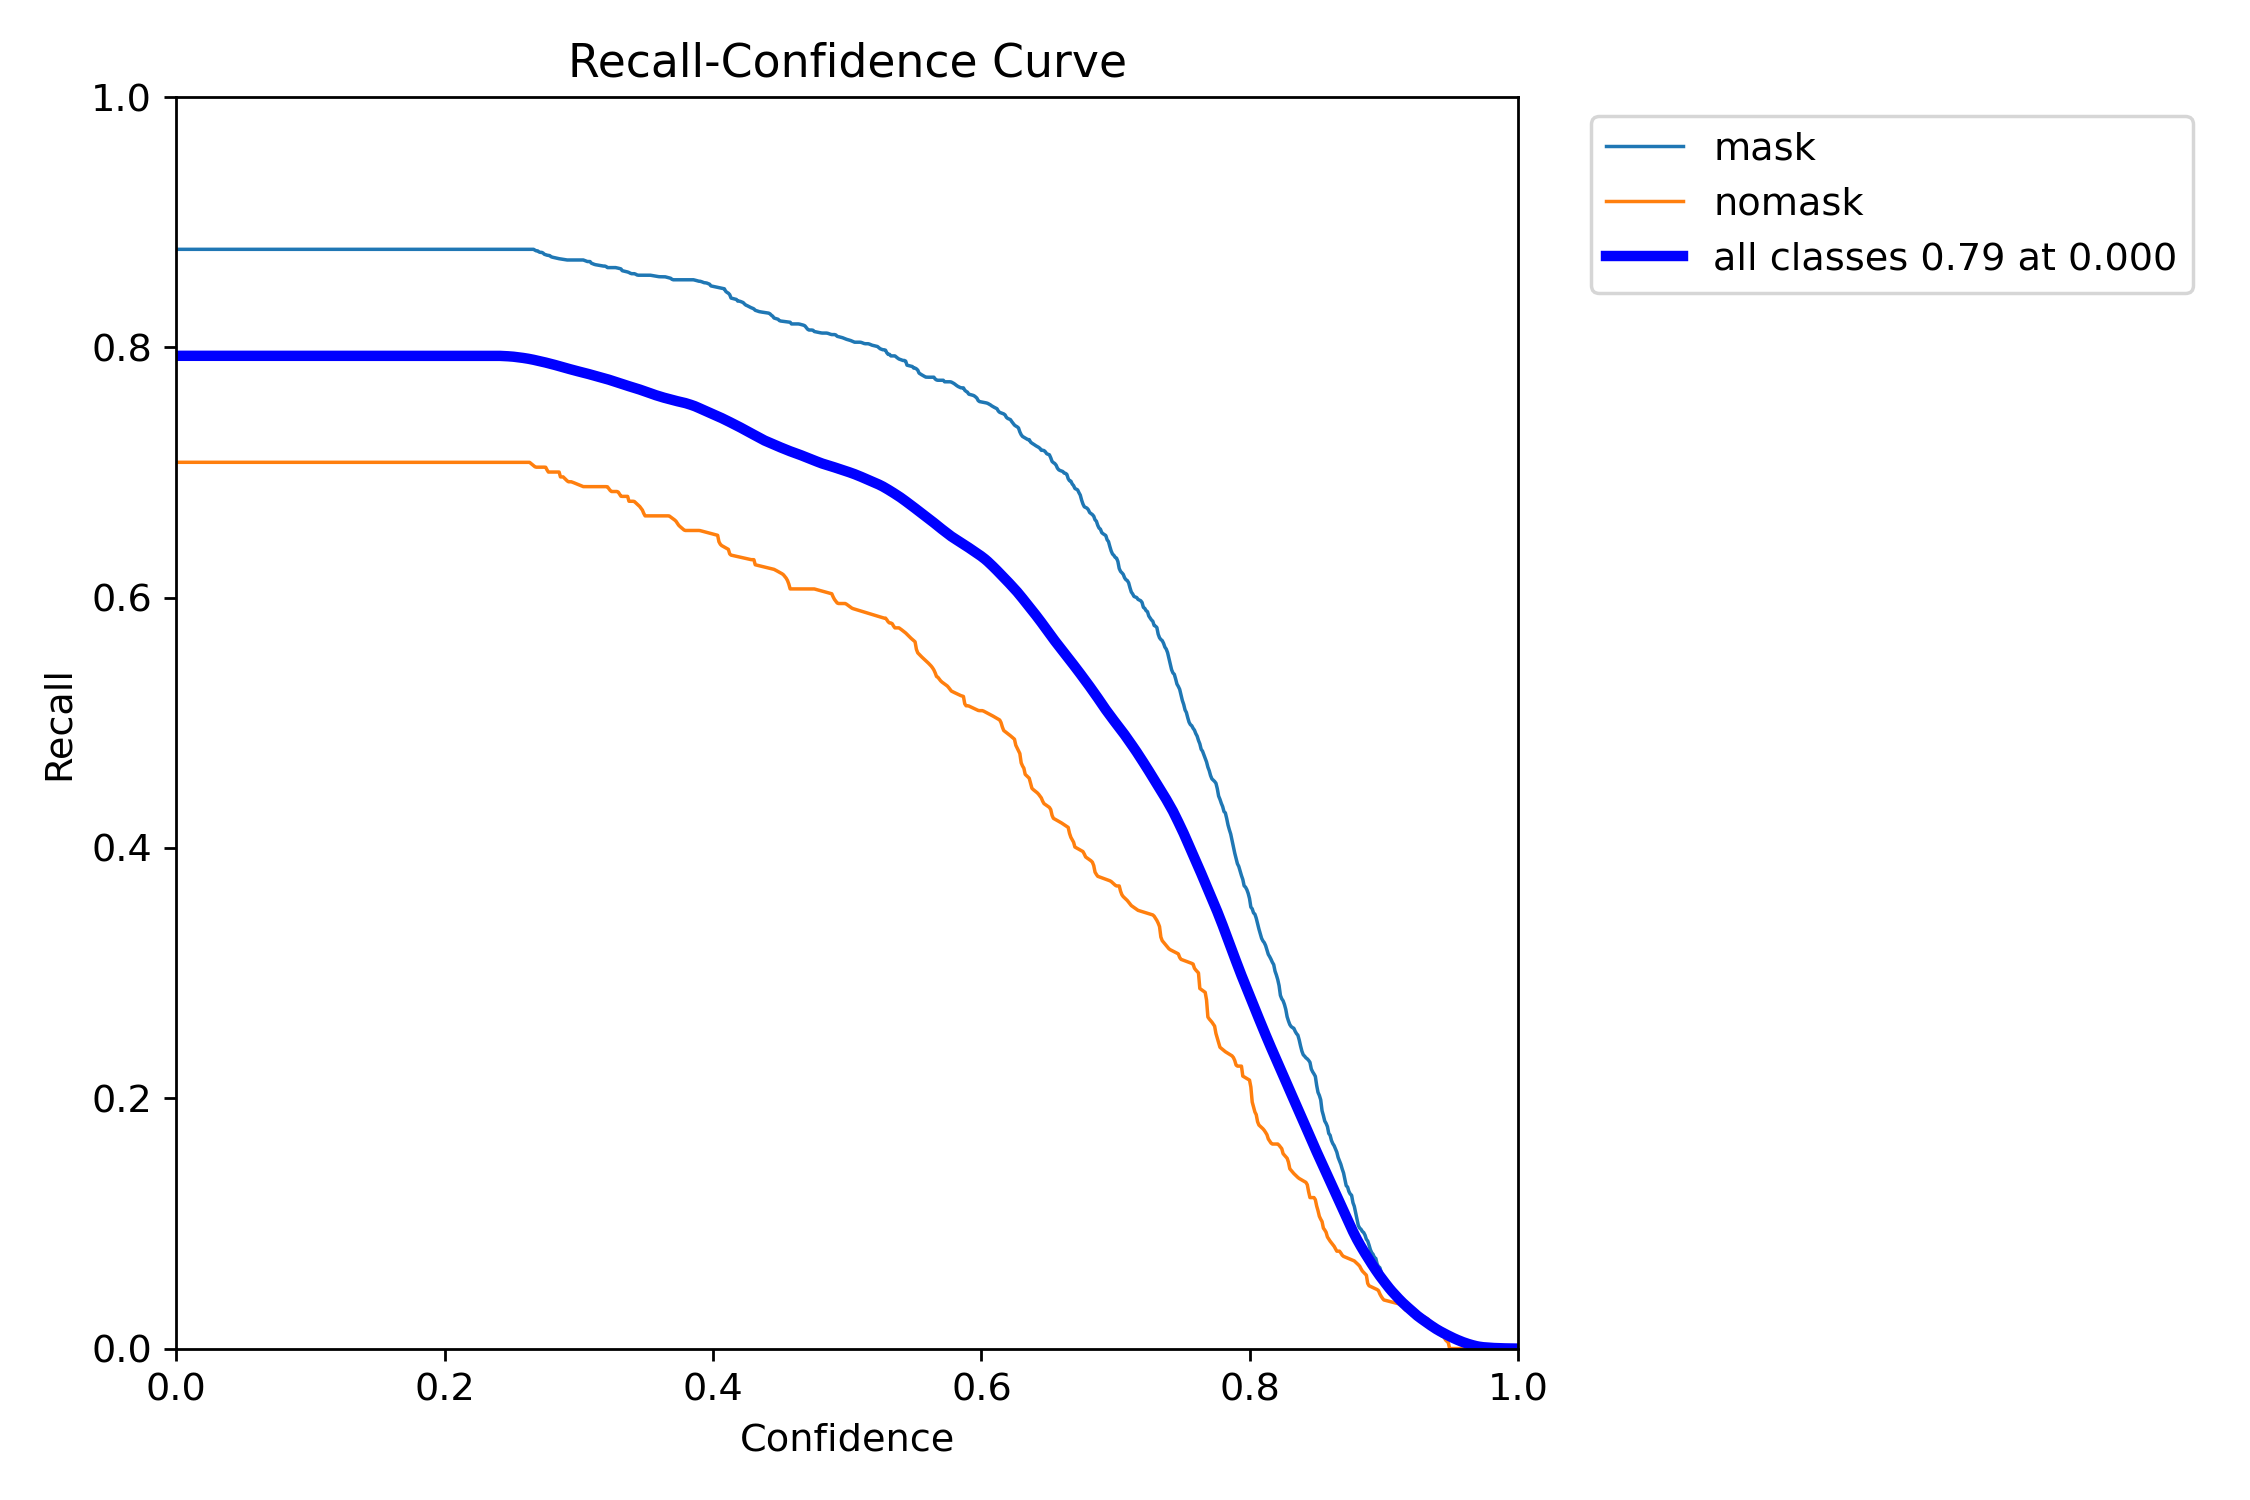 Recall-Confidence Curve
1.0
0.8
0.6
0.4
0.2
0.0
Recall
0.0 0.2 0.4 0.6 0.8 1.0
Confidence
mask
nomask
all classes 0.79 at 0.000